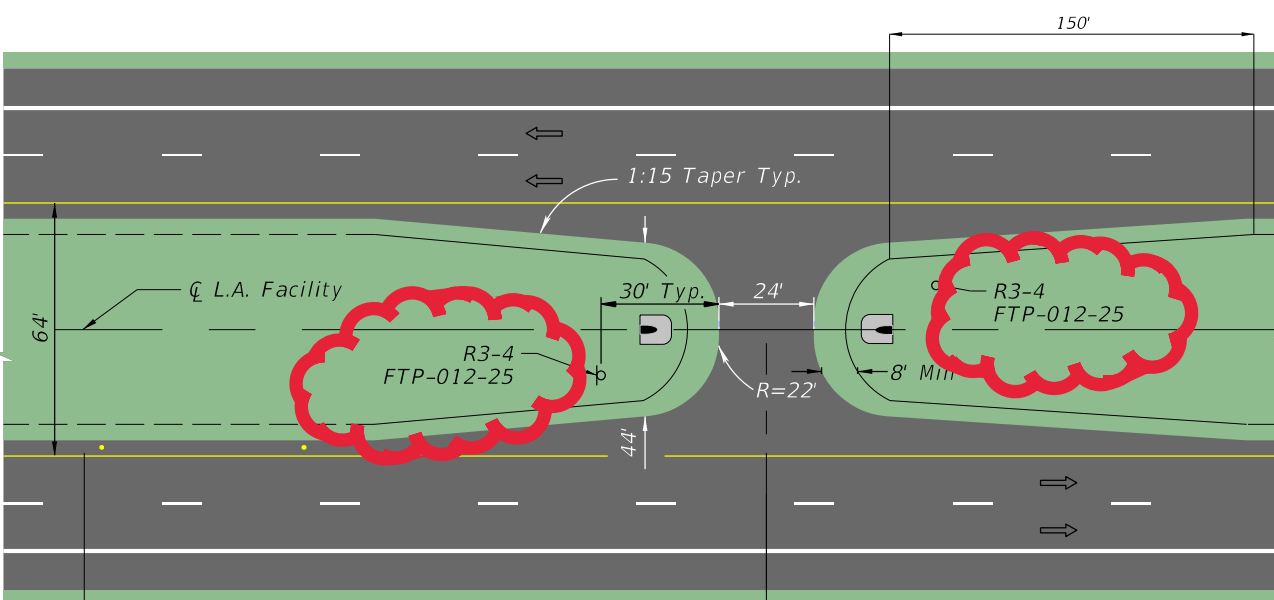 150'
1:15 Taper Typ.
℄ L.A. Facility
64'
30' Typ.
24'
R3-4
FTP-012-25
R3-4
FTP-012-25
8' Min
R=22'
44'